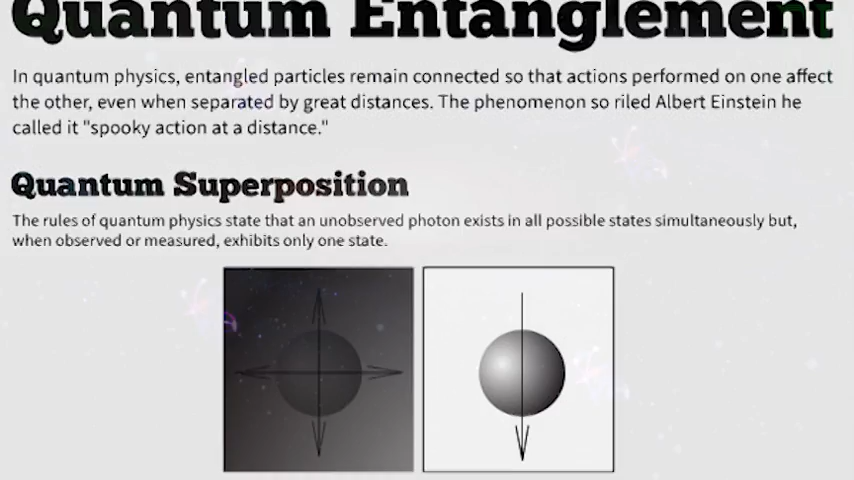 Quantum Entanglement
In quantum physics, entangled particles remain connected so that actions performed on one affect
the other, even when separated by great distances. The phenomenon so riled Albert Einstein he
called it "spooky action at a distance."
Quantum Superposition
The rules of quantum physics state that an unobserved photon exists in all possible states simultaneously but,
when observed or measured, exhibits only one state.